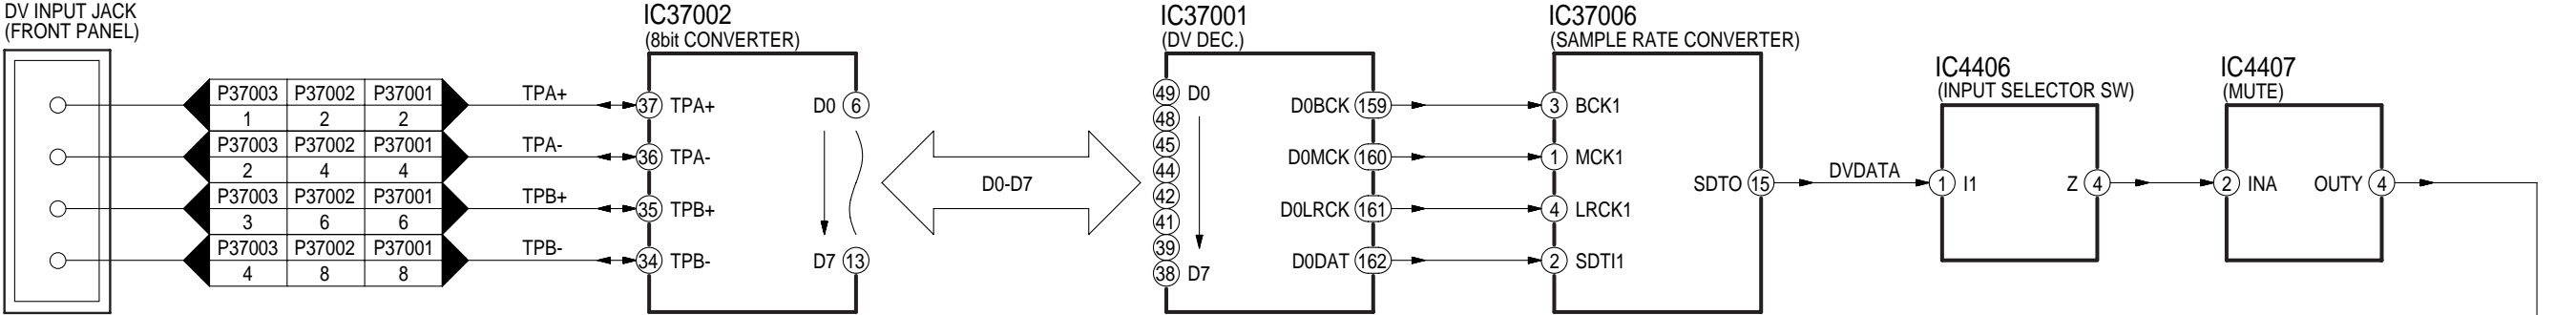 DV INPUT JACK
(FRONT PANEL)
P37003 P37002 P37001
1 2 2
P37003 P37002 P37001
2 4 4
P37003 P37002 P37001
3 6 6
P37003 P37002 P37001
4 8 8
TPA+
TPA-
TPB+
TPB-
IC37002
(8bit CONVERTER)
37 TPA+
36 TPA-
35 TPB+
34 TPB-
D0 6
D7 13
D0-D7
IC37001
(DV DEC.)
49 D0
48
45
44
42
41
39
38 D7
D0BCK 159
D0MCK 160
D0LRCK 161
D0DAT 162
IC37006
(SAMPLE RATE CONVERTER)
3 BCK1
1 MCK1
4 LRCK1
2 SDTI1
SDTO 15
DVDATA
IC4406
(INPUT SELECTOR SW)
1 I1
Z 4
IC4407
(MUTE)
2 INA
OUTY 4